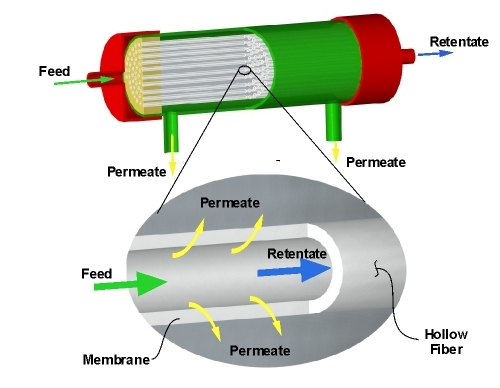 Retentate
Feed
Permeate
Permeate
Permeate
Retentate
Feed
Permeate
Membrane
Hollow
Fiber